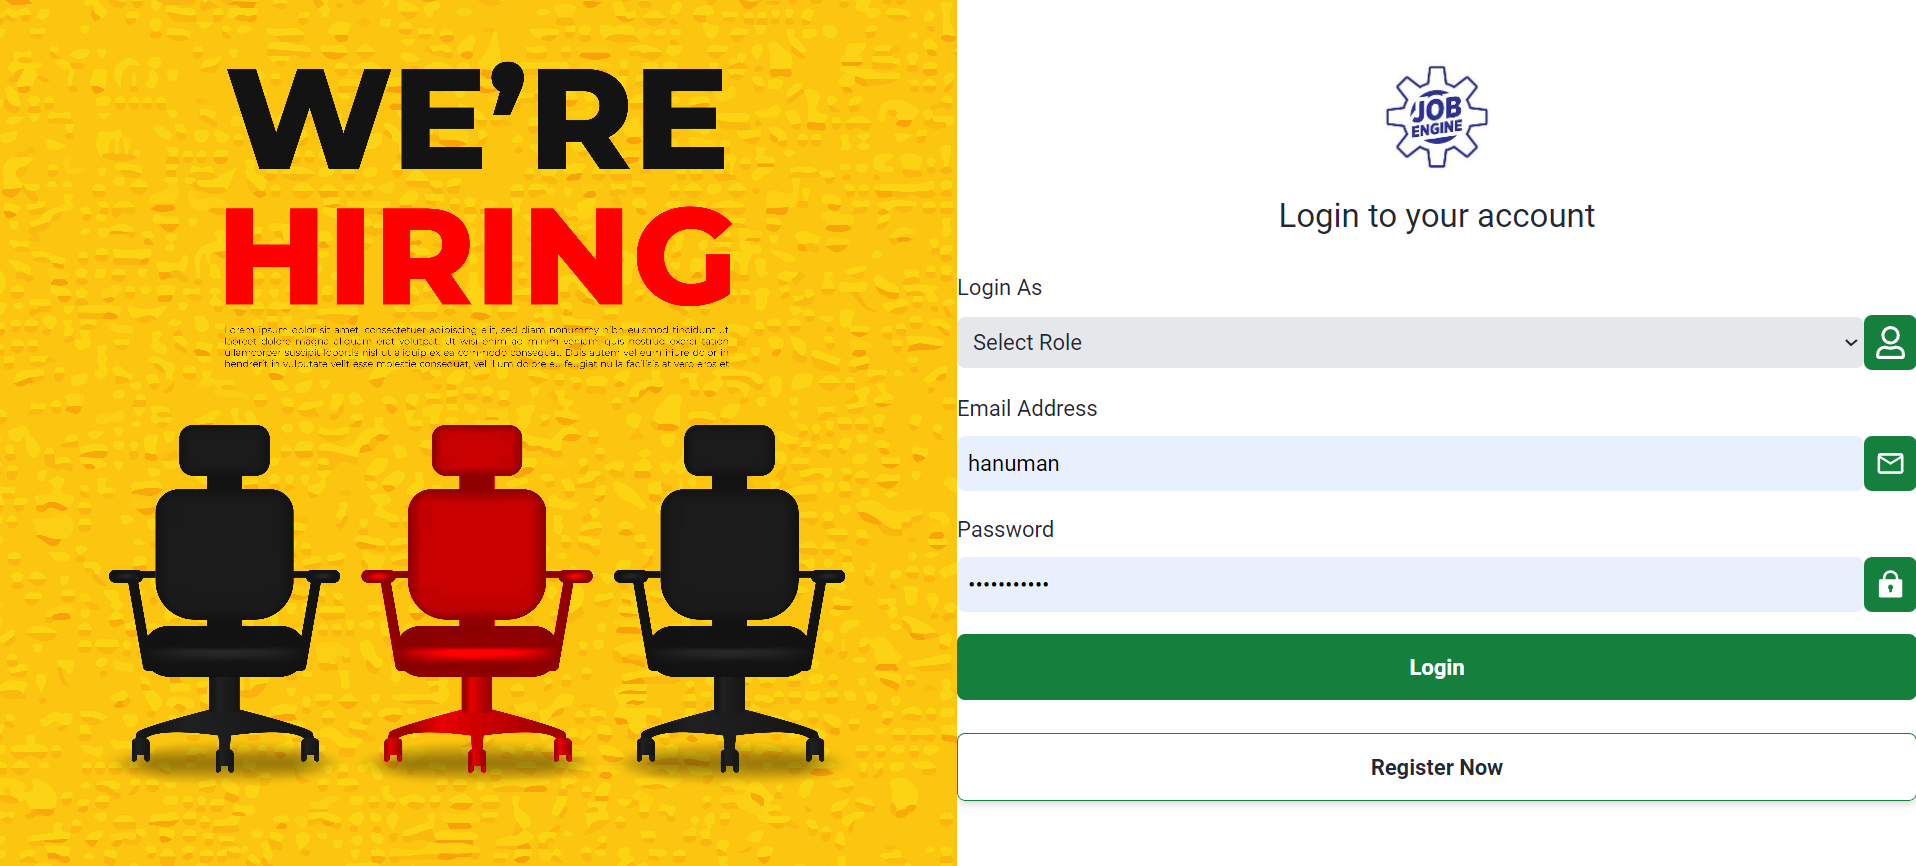 WE'RE
HIRING
Lorem ipsum dolor sit amet, consectetuer adipiscing elit, sed diam nonummy nibh euismod tincidunt ut
laoreet dolore magna aliquam erat volutpat. Ut wisi enim ad minim veniam, quis nostrud exerci tation
ullamcorper suscipit lobortis nisl ut aliquip ex ea commodo consequat. Duis autem vel eum iriure dolor in
hendrerit in vulputate velit esse molestie consequat, vel illum dolore eu feugiat nulla facilisis at vero eros et
JOB
ENGINE
Login to your account
Login As
Select Role
Email Address
hanuman
Password
•••••••••••
Login
Register Now